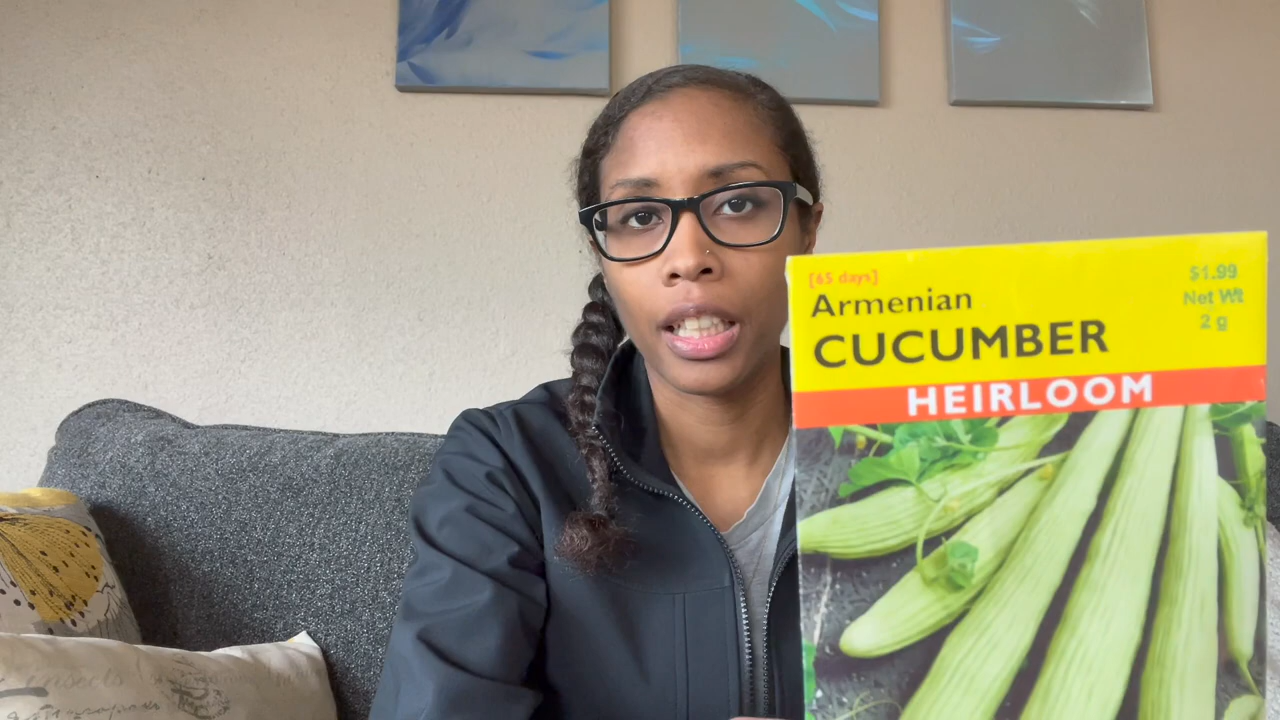 [65 days]
Armenian
CUCUMBER
$1.99
Net Wt
2 g
HEIRLOOM